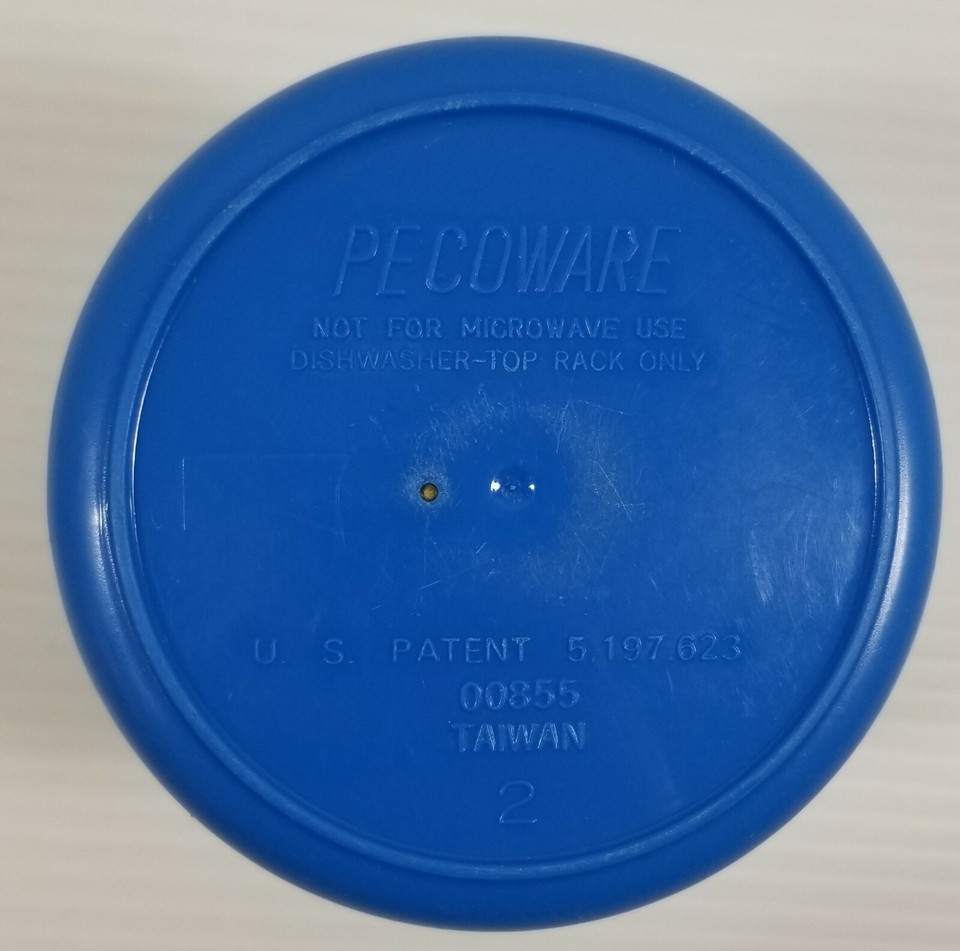 PECOWARE
NOT FOR MICROWAVE USE
DISHWASHER-TOP RACK ONLY
U. S. PATENT 5,197,623
00855
TAIWAN
2